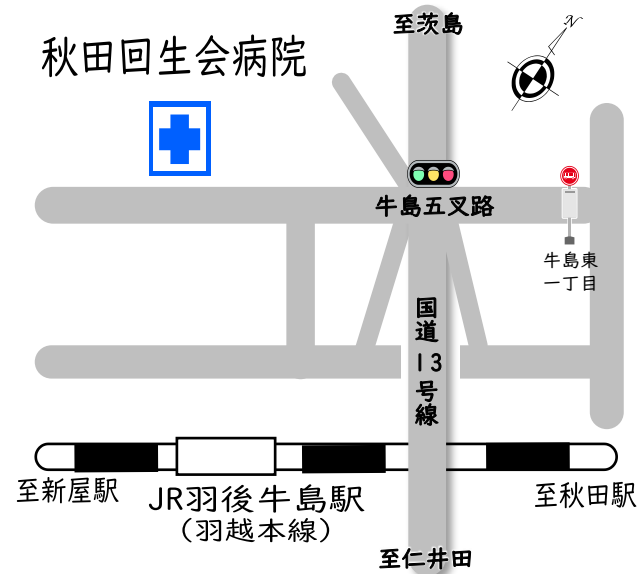 至茨島
N
秋田回生会病院
牛島五叉路
牛島東
一丁目
国道13号線
至新屋駅
JR羽後牛島駅
(羽越本線)
至秋田駅
至仁井田